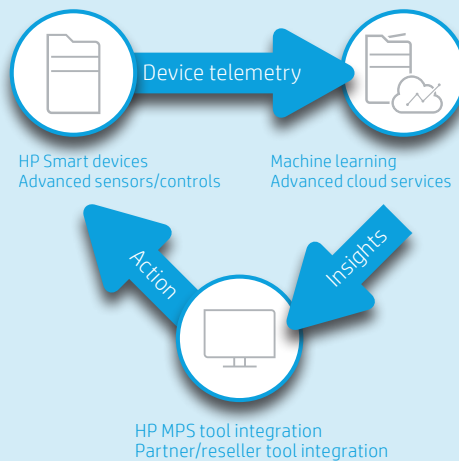 Device telemetry
HP Smart devices
Advanced sensors/controls
Machine learning
Advanced cloud services
Action
Insights
HP MPS tool integration
Partner/reseller tool integration